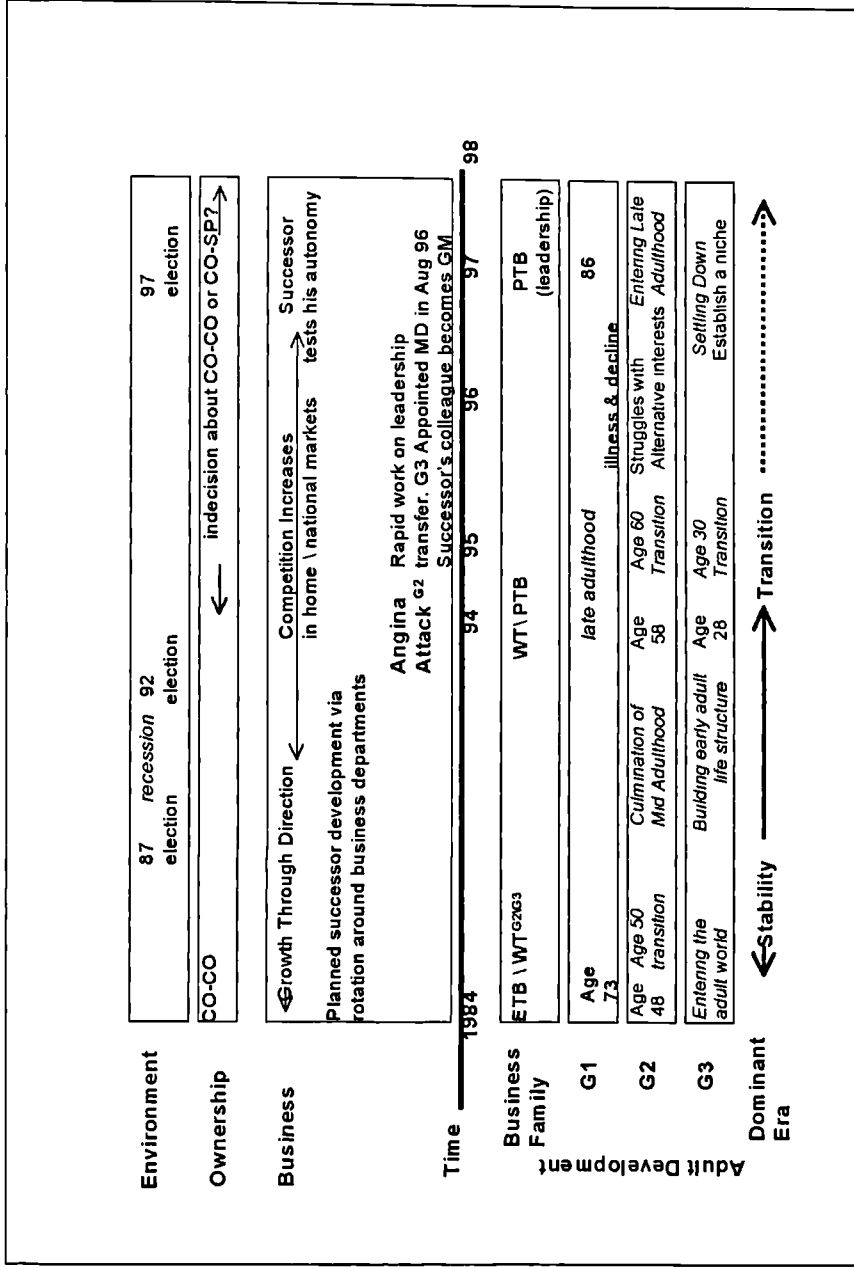 Environment
87
election
recession
92
election
97
election
Ownership
CO-CO
indecision about CO-CO or CO-SP?
Business
Growth Through Direction
Competition Increases
in home \ national markets
Successor
tests his autonomy
Planned successor development via
rotation around business departments
Angina
Attack G2
Rapid work on leadership
transfer. G3 Appointed MD in Aug 96
Successor's colleague becomes GM
Time
1984
94
95
96
97
98
Business
Family
ETB \ WT G2\G3
WT\ PTB
PTB
(leadership)
Adult Development
G1
Age
73
late adulthood
illness & decline
86
G2
Age
48
Age 50
transition
Culmination of
Mid Adulthood
Age
58
Age 60
Transition
Struggles with
Alternative interests
Entering Late
Adulthood
G3
Entering the
adult world
Building early adult
life structure
Age
28
Age 30
Transition
Settling Down
Establish a niche
Dominant
Era
Stability
Transition